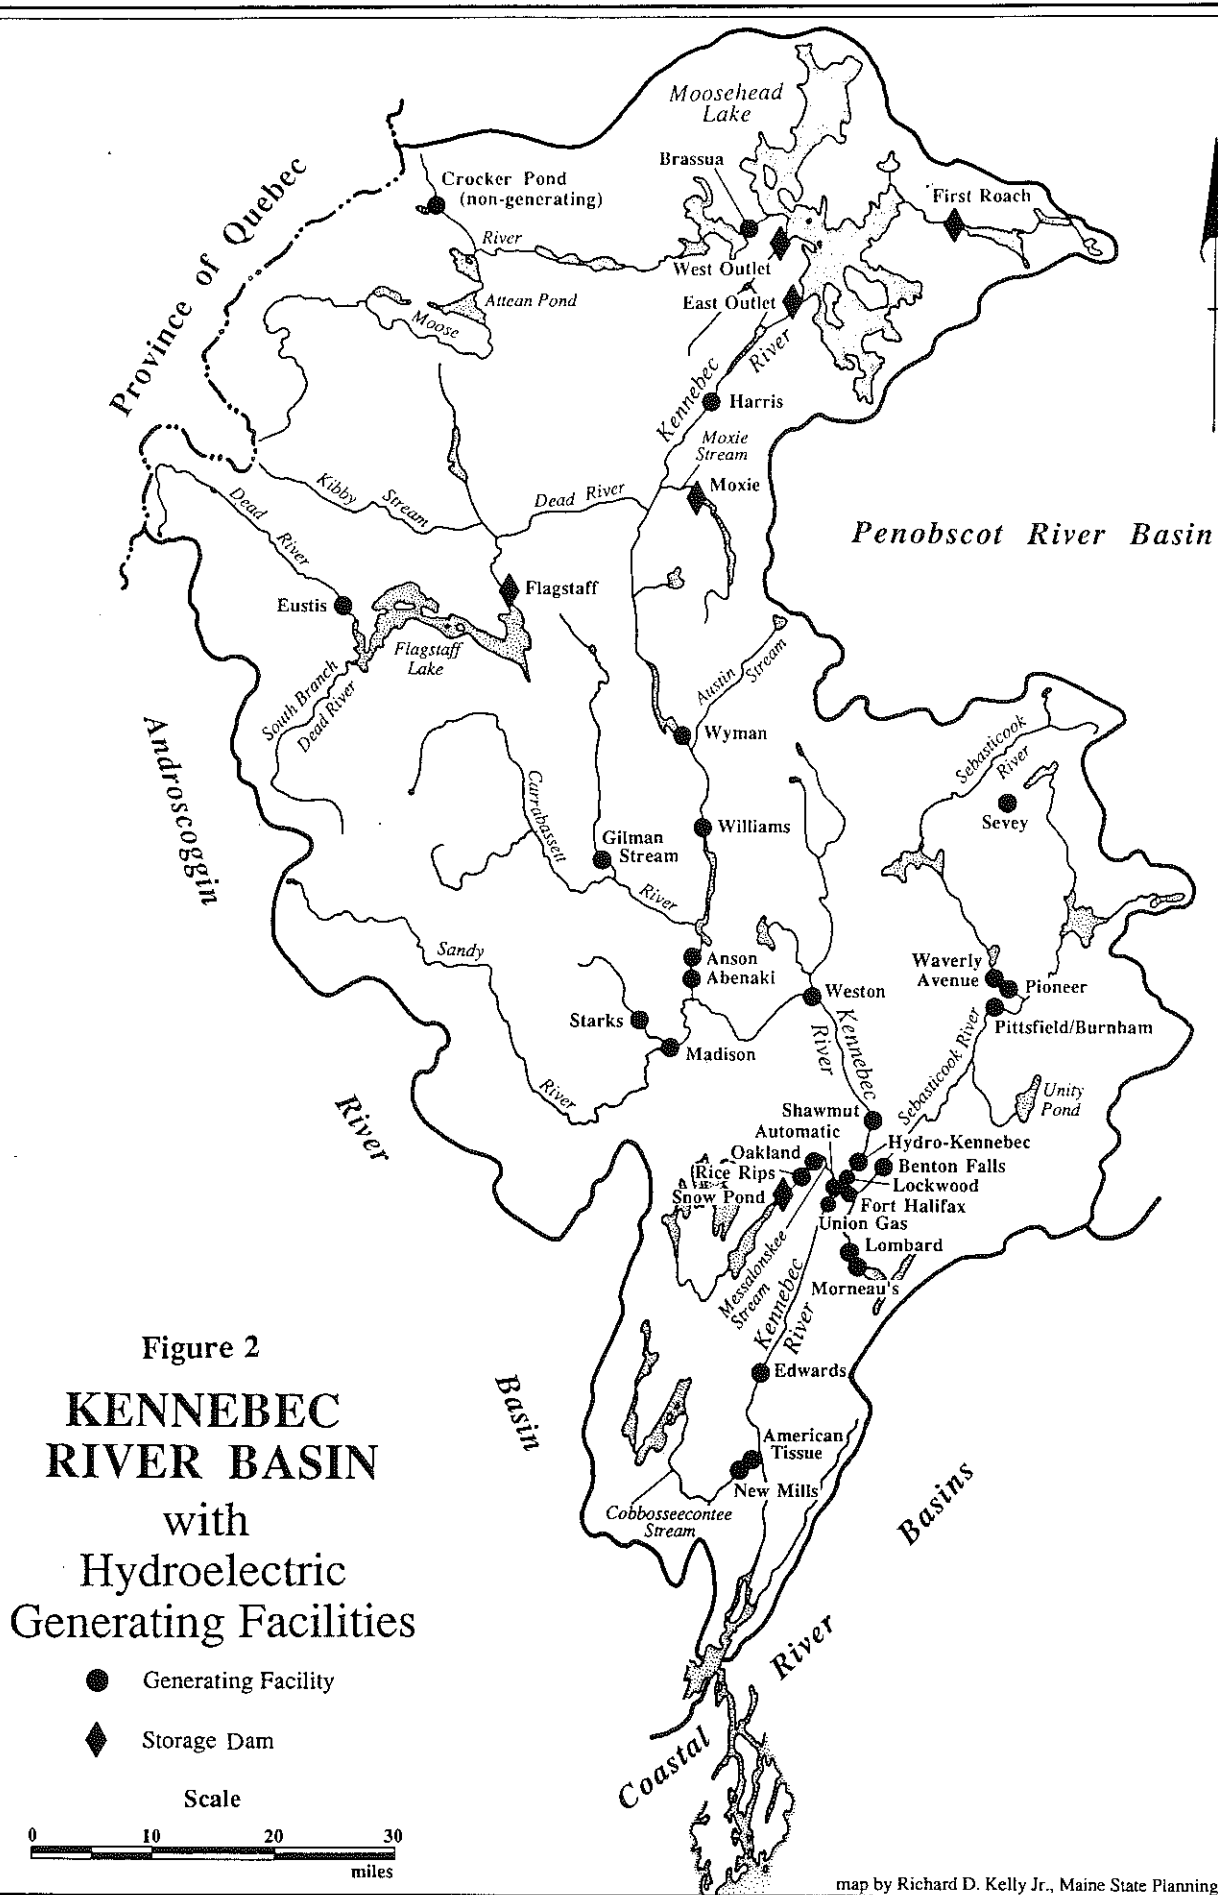 Moosehead
Lake
Brassua
Crocker Pond
(non-generating)
First Roach
Province of Quebec
River
West Outlet
East Outlet
Attean Pond
Moose
Kennebec
River
Harris
Moxie
Stream
Moxie
Kibby
Stream
Dead River
Dead
River
Penobscot River Basin
Eustis
Flagstaff
Flagstaff
Lake
South Branch
Dead River
Austin
Stream
Wyman
Androscoggin
Carrabassett
Sebasticook
River
Sevey
Williams
Gilman
Stream
River
Sandy
Anson
Abenaki
Waverly
Avenue
Pioneer
Weston
Starks
Pittsfield/Burnham
Madison
Kennebec
River
Sebasticook River
River
Unity
Pond
River
Shawmut
Automatic
Hydro-Kennebec
Oakland
Benton Falls
Rice Rips
Lockwood
Snow Pond
Fort Halifax
Union Gas
Messalonskee
Stream
Lombard
Morneau's
Kennebec
River
Edwards
Basin
American
Tissue
New Mills
Cobbosseecontee
Stream
Basins
River
Coastal
Figure 2
KENNEBEC
RIVER BASIN
with
Hydroelectric
Generating Facilities
Generating Facility
Storage Dam
Scale
0 10 20 30
miles
map by Richard D. Kelly Jr., Maine State Planning